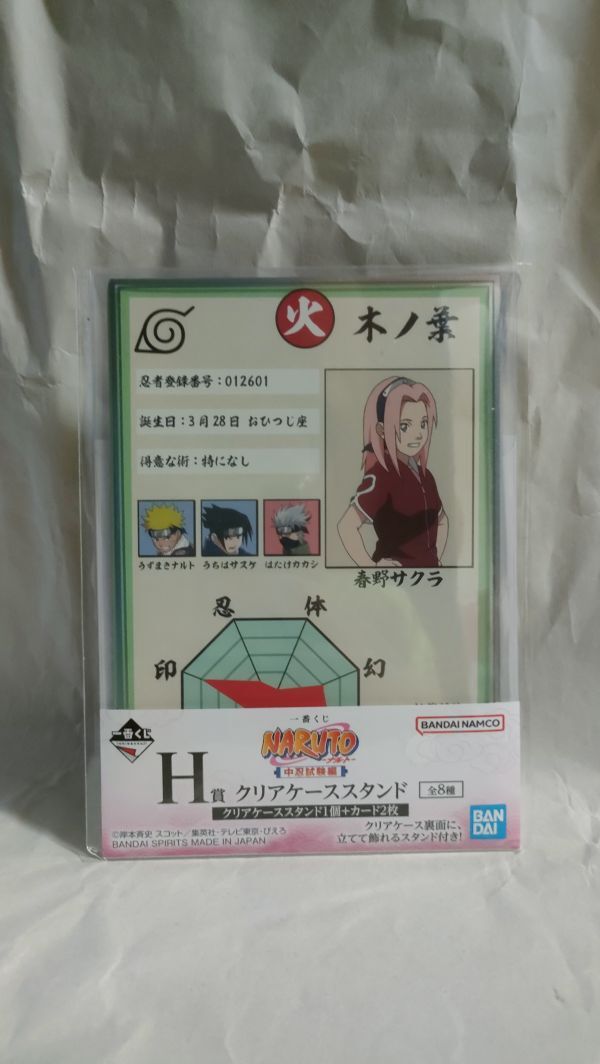 火 木ノ葉
忍者登録番号：012601
誕生日：3月28日 おひつじ座
得意な術：特になし
うずまきナルト うちはサスケ はたけカカシ
春野サクラ
忍 体
印 幻
一番くじ
一番くじ
NARUTO
ーナルトー
中忍試験編
BANDAI NAMCO
H賞 クリアケーススタンド 全8種
クリアケーススタンド1個＋カード2枚
BANDAI
クリアケース裏面に、
立てて飾れるスタンド付き！
©岸本斉史 スコット／集英社・テレビ東京・ぴえろ
BANDAI SPIRITS MADE IN JAPAN